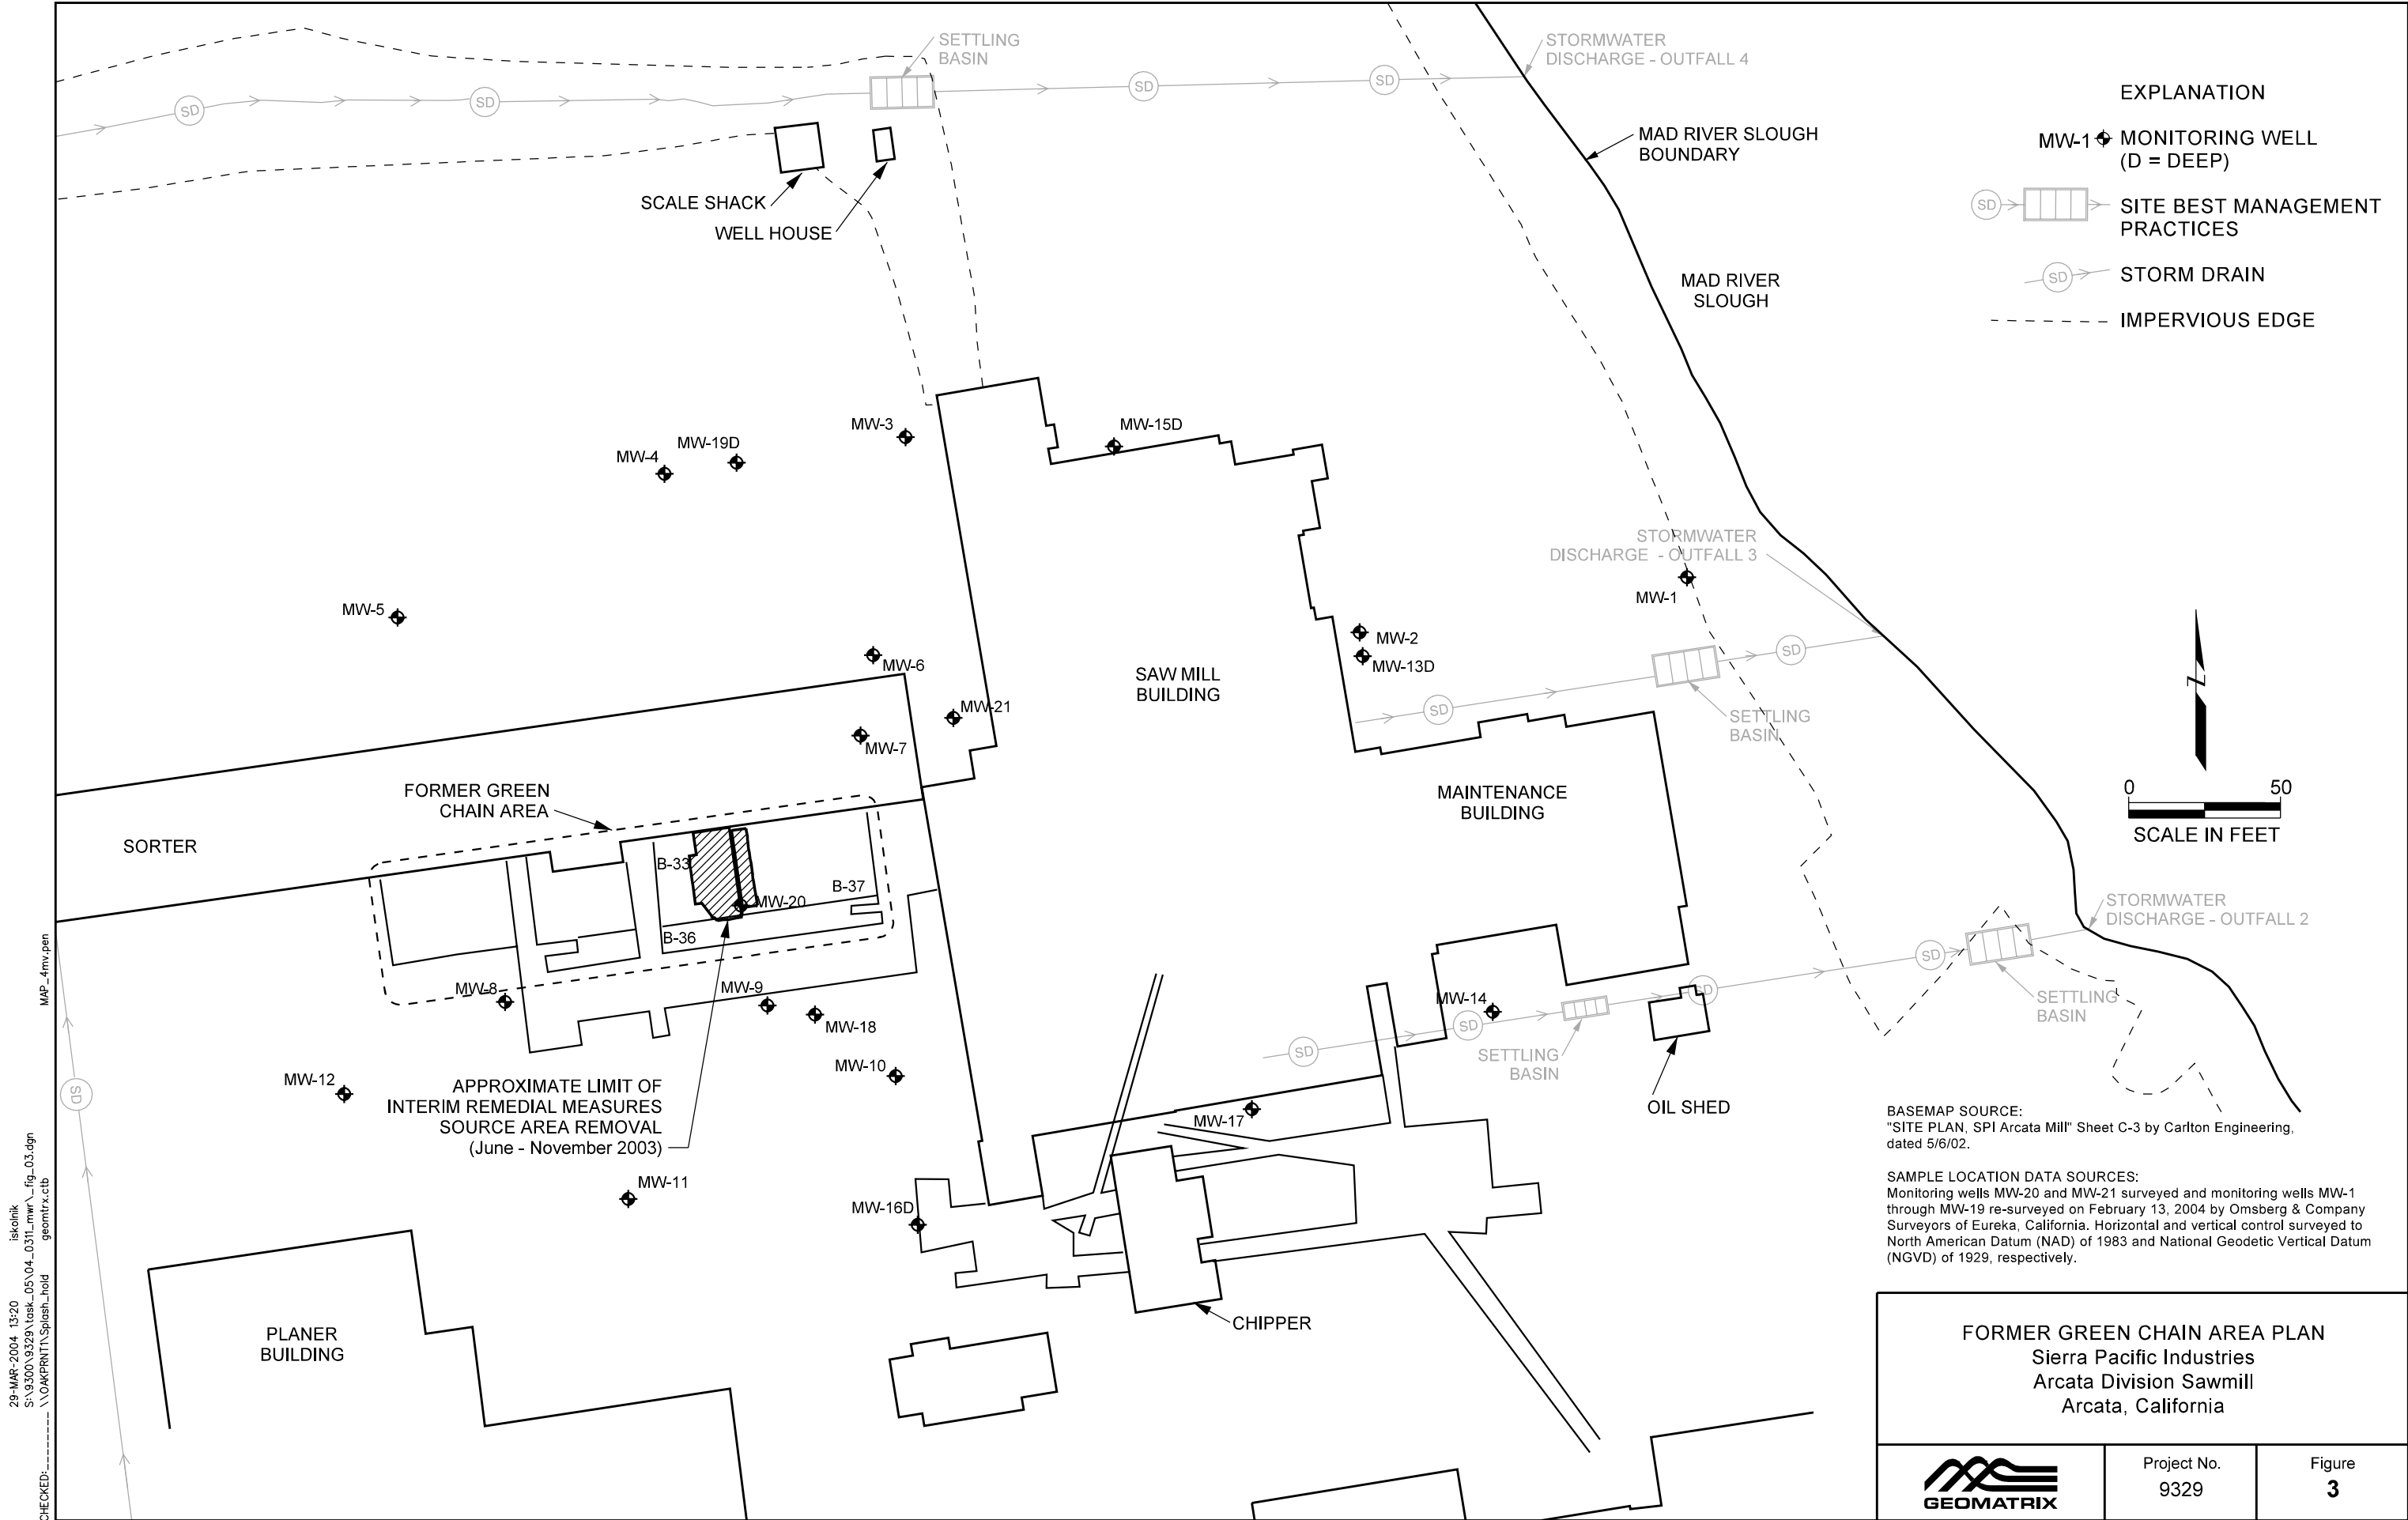 SETTLING
BASIN
STORMWATER
DISCHARGE - OUTFALL 4
SD
SD
SD
SD
MAD RIVER SLOUGH
BOUNDARY
SCALE SHACK
WELL HOUSE
MAD RIVER
SLOUGH
EXPLANATION
MW-1 MONITORING WELL
(D = DEEP)
SD
SITE BEST MANAGEMENT
PRACTICES
SD
STORM DRAIN
IMPERVIOUS EDGE
MW-3
MW-15D
MW-19D
MW-4
STORMWATER
DISCHARGE - OUTFALL 3
MW-1
MW-5
MW-2
MW-6
MW-13D
SD
SAW MILL
BUILDING
MW-21
SD
SETTLING
BASIN
MW-7
FORMER GREEN
CHAIN AREA
MAINTENANCE
BUILDING
Z
0 50
SCALE IN FEET
SORTER
B-33
B-37
MW-20
B-36
STORMWATER
DISCHARGE - OUTFALL 2
SD
MW-8
MW-9
MW-18
MW-14
SD
SD
SETTLING
BASIN
SD
SETTLING
BASIN
MW-10
MW-12
SD
APPROXIMATE LIMIT OF
INTERIM REMEDIAL MEASURES
SOURCE AREA REMOVAL
(June - November 2003)
MW-17
OIL SHED
MW-11
MW-16D
PLANER
BUILDING
CHIPPER
BASEMAP SOURCE:
"SITE PLAN, SPI Arcata Mill" Sheet C-3 by Carlton Engineering,
dated 5/6/02.
SAMPLE LOCATION DATA SOURCES:
Monitoring wells MW-20 and MW-21 surveyed and monitoring wells MW-1
through MW-19 re-surveyed on February 13, 2004 by Omsberg & Company
Surveyors of Eureka, California. Horizontal and vertical control surveyed to
North American Datum (NAD) of 1983 and National Geodetic Vertical Datum
(NGVD) of 1929, respectively.
FORMER GREEN CHAIN AREA PLAN
Sierra Pacific Industries
Arcata Division Sawmill
Arcata, California
GEOMATRIX
Project No.
9329
Figure
3
MAP_4mv.pen
29-MAR-2004 13:20 iskolnik
S:\9300\9329\task_05\04_0311_mwr\_fig_03.dgn
CHECKED:__________ \\OAKPRNT1\Splash_hold geomtrx.ctb